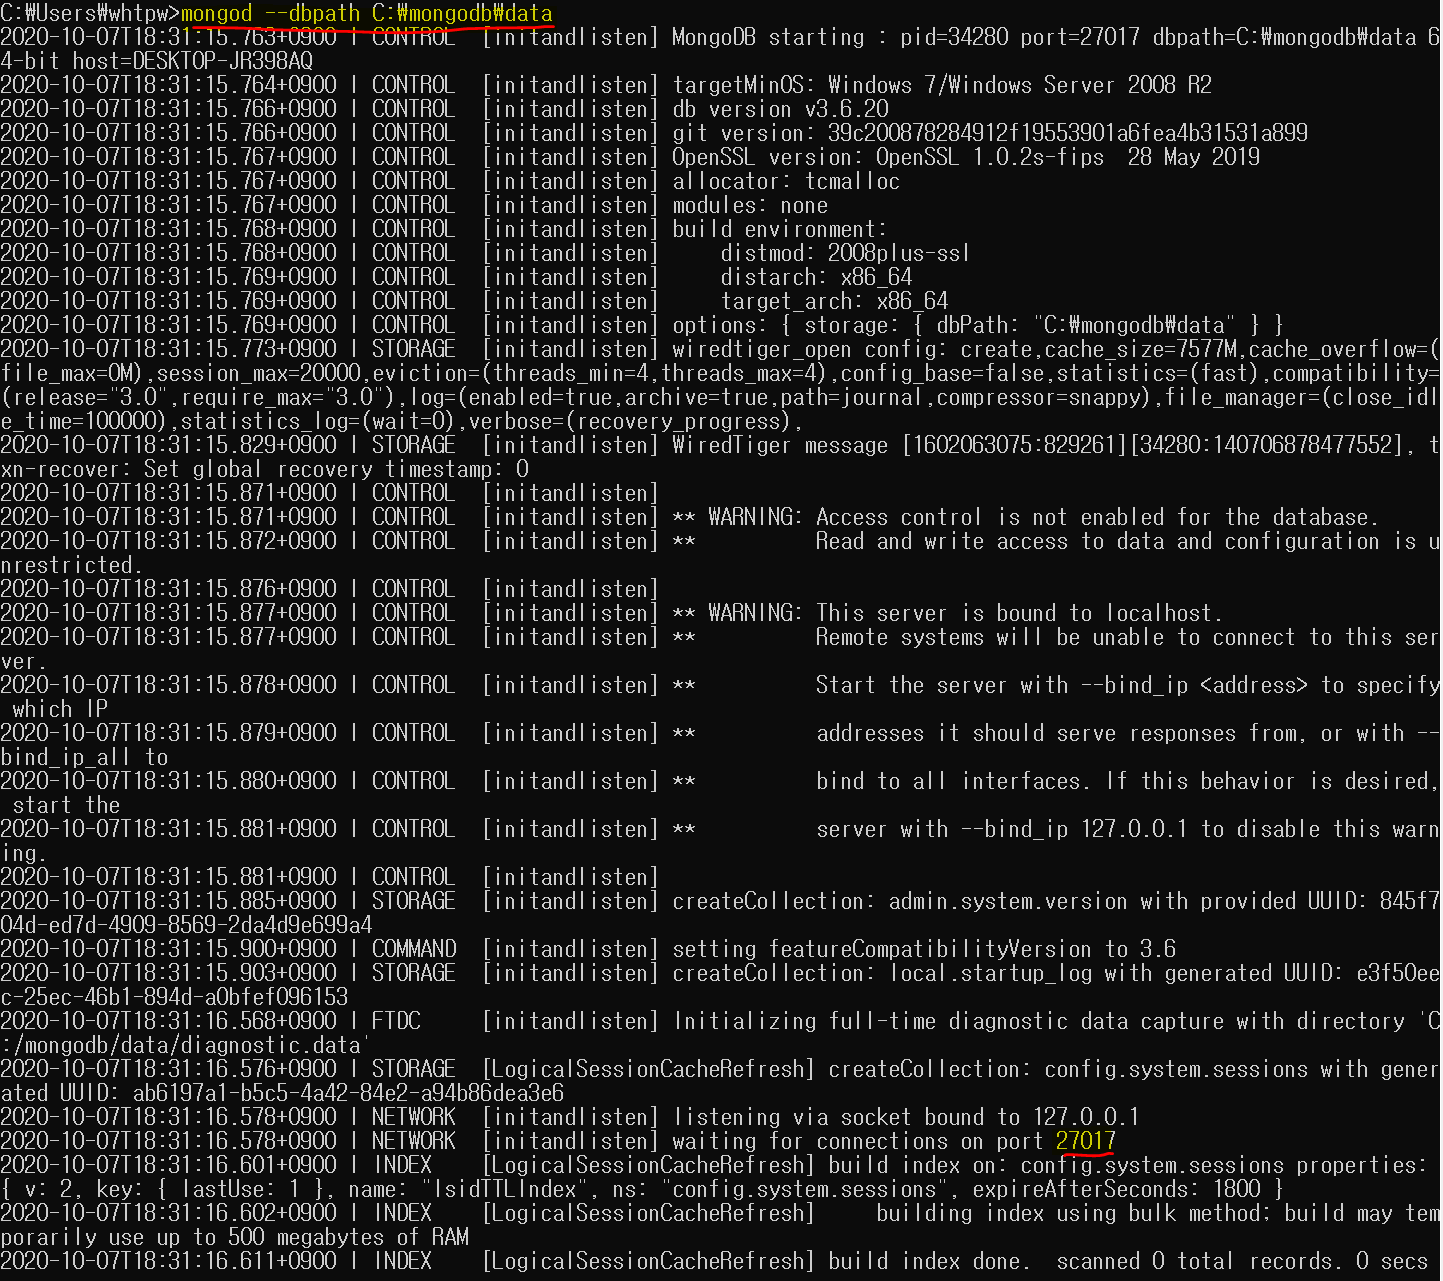 C:₩Users₩whtpw>mongod --dbpath C:₩mongodb₩data
2020-10-07T18:31:15.763+0900 I CONTROL  [initandlisten] MongoDB starting : pid=34280 port=27017 dbpath=C:₩mongodb₩data 6
4-bit host=DESKTOP-JR398AQ
2020-10-07T18:31:15.764+0900 I CONTROL  [initandlisten] targetMinOS: Windows 7/Windows Server 2008 R2
2020-10-07T18:31:15.766+0900 I CONTROL  [initandlisten] db version v3.6.20
2020-10-07T18:31:15.766+0900 I CONTROL  [initandlisten] git version: 39c200878284912f19553901a6fea4b31531a899
2020-10-07T18:31:15.767+0900 I CONTROL  [initandlisten] OpenSSL version: OpenSSL 1.0.2s-fips  28 May 2019
2020-10-07T18:31:15.767+0900 I CONTROL  [initandlisten] allocator: tcmalloc
2020-10-07T18:31:15.767+0900 I CONTROL  [initandlisten] modules: none
2020-10-07T18:31:15.768+0900 I CONTROL  [initandlisten] build environment:
2020-10-07T18:31:15.768+0900 I CONTROL  [initandlisten]     distmod: 2008plus-ssl
2020-10-07T18:31:15.769+0900 I CONTROL  [initandlisten]     distarch: x86_64
2020-10-07T18:31:15.769+0900 I CONTROL  [initandlisten]     target_arch: x86_64
2020-10-07T18:31:15.769+0900 I CONTROL  [initandlisten] options: { storage: { dbPath: "C:₩mongodb₩data" } }
2020-10-07T18:31:15.773+0900 I STORAGE  [initandlisten] wiredtiger_open config: create,cache_size=7577M,cache_overflow=(
file_max=0M),session_max=20000,eviction=(threads_min=4,threads_max=4),config_base=false,statistics=(fast),compatibility=
(release="3.0",require_max="3.0"),log=(enabled=true,archive=true,path=journal,compressor=snappy),file_manager=(close_idl
e_time=100000),statistics_log=(wait=0),verbose=(recovery_progress),
2020-10-07T18:31:15.829+0900 I STORAGE  [initandlisten] WiredTiger message [1602063075:829261][34280:140706878477552], t
xn-recover: Set global recovery timestamp: 0
2020-10-07T18:31:15.871+0900 I CONTROL  [initandlisten]
2020-10-07T18:31:15.871+0900 I CONTROL  [initandlisten] ** WARNING: Access control is not enabled for the database.
2020-10-07T18:31:15.872+0900 I CONTROL  [initandlisten] **          Read and write access to data and configuration is u
nrestricted.
2020-10-07T18:31:15.876+0900 I CONTROL  [initandlisten]
2020-10-07T18:31:15.877+0900 I CONTROL  [initandlisten] ** WARNING: This server is bound to localhost.
2020-10-07T18:31:15.877+0900 I CONTROL  [initandlisten] **          Remote systems will be unable to connect to this ser
ver.
2020-10-07T18:31:15.878+0900 I CONTROL  [initandlisten] **          Start the server with --bind_ip <address> to specify
 which IP
2020-10-07T18:31:15.879+0900 I CONTROL  [initandlisten] **          addresses it should serve responses from, or with --
bind_ip_all to
2020-10-07T18:31:15.880+0900 I CONTROL  [initandlisten] **          bind to all interfaces. If this behavior is desired,
 start the
2020-10-07T18:31:15.881+0900 I CONTROL  [initandlisten] **          server with --bind_ip 127.0.0.1 to disable this warn
ing.
2020-10-07T18:31:15.881+0900 I CONTROL  [initandlisten]
2020-10-07T18:31:15.885+0900 I STORAGE  [initandlisten] createCollection: admin.system.version with provided UUID: 845f7
04d-ed7d-4909-8569-2da4d9e699a4
2020-10-07T18:31:15.900+0900 I COMMAND  [initandlisten] setting featureCompatibilityVersion to 3.6
2020-10-07T18:31:15.903+0900 I STORAGE  [initandlisten] createCollection: local.startup_log with generated UUID: e3f50ee
c-25ec-46b1-894d-a0bfef096153
2020-10-07T18:31:16.568+0900 I FTDC     [initandlisten] Initializing full-time diagnostic data capture with directory 'C
:/mongodb/data/diagnostic.data'
2020-10-07T18:31:16.576+0900 I STORAGE  [LogicalSessionCacheRefresh] createCollection: config.system.sessions with gener
ated UUID: ab6197a1-b5c5-4a42-84e2-a94b86dea3e6
2020-10-07T18:31:16.578+0900 I NETWORK  [initandlisten] listening via socket bound to 127.0.0.1
2020-10-07T18:31:16.578+0900 I NETWORK  [initandlisten] waiting for connections on port 27017
2020-10-07T18:31:16.601+0900 I INDEX    [LogicalSessionCacheRefresh] build index on: config.system.sessions properties:
{ v: 2, key: { lastUse: 1 }, name: "lsidTTLIndex", ns: "config.system.sessions", expireAfterSeconds: 1800 }
2020-10-07T18:31:16.602+0900 I INDEX    [LogicalSessionCacheRefresh]     building index using bulk method; build may tem
porarily use up to 500 megabytes of RAM
2020-10-07T18:31:16.611+0900 I INDEX    [LogicalSessionCacheRefresh] build index done.  scanned 0 total records. 0 secs